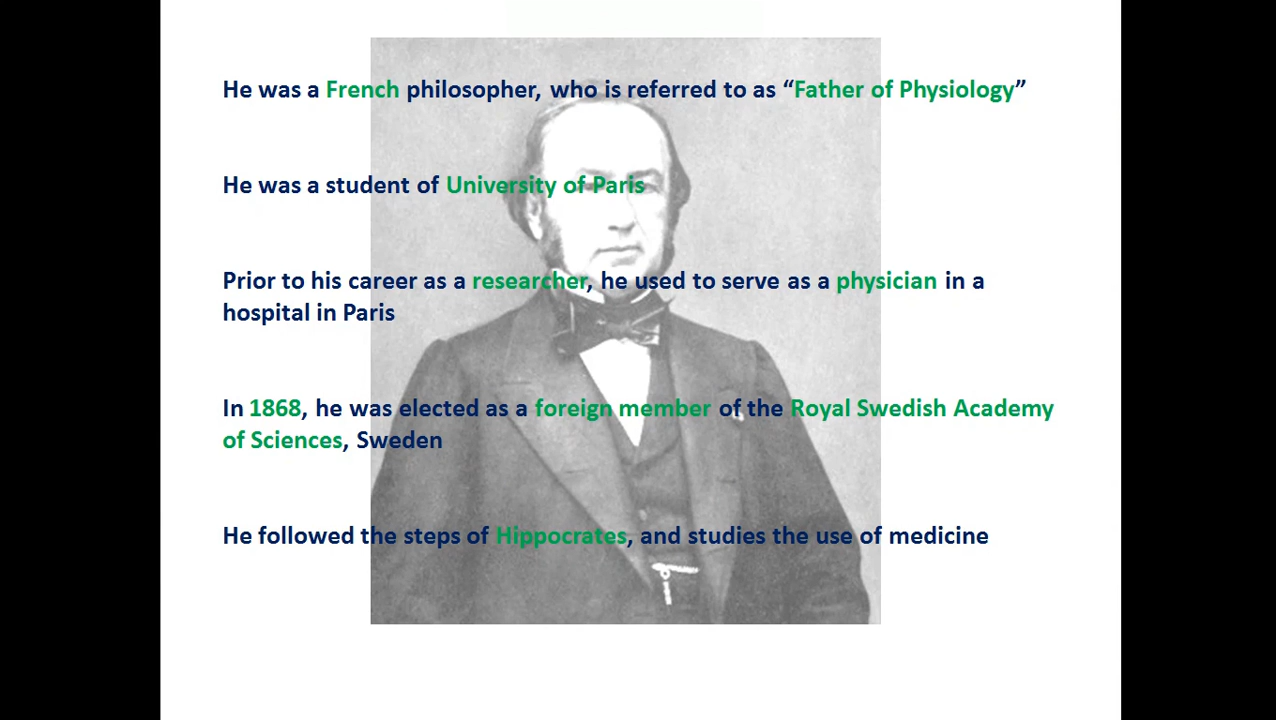 He was a French philosopher, who is referred to as “Father of Physiology”
He was a student of University of Paris
Prior to his career as a researcher, he used to serve as a physician in a
hospital in Paris
In 1868, he was elected as a foreign member of the Royal Swedish Academy
of Sciences, Sweden
He followed the steps of Hippocrates, and studies the use of medicine